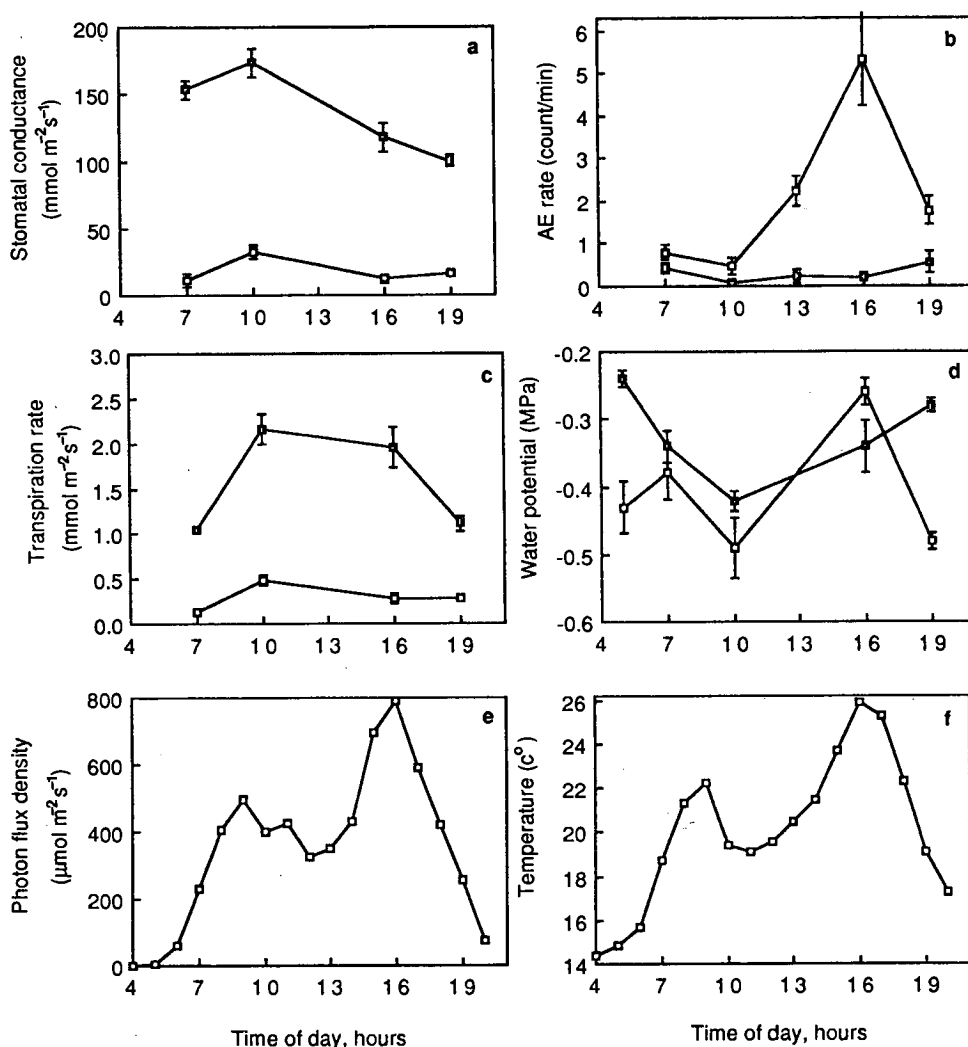 a
Stomatal conductance
(mmol m⁻²s⁻¹)
200
150
100
50
0
4 7 10 13 16 19
b
AE rate (count/min)
6
5
4
3
2
1
0
4 7 10 13 16 19
c
Transpiration rate
(mmol m⁻²s⁻¹)
3.0
2.5
2.0
1.5
1.0
0.5
0.0
4 7 10 13 16 19
d
Water potential (MPa)
-0.2
-0.3
-0.4
-0.5
-0.6
4 7 10 13 16 19
e
Photon flux density
(µmol m⁻²s⁻¹)
800
600
400
200
0
4 7 10 13 16 19
Time of day, hours
f
Temperature (c°)
26
24
22
20
18
16
14
4 7 10 13 16 19
Time of day, hours